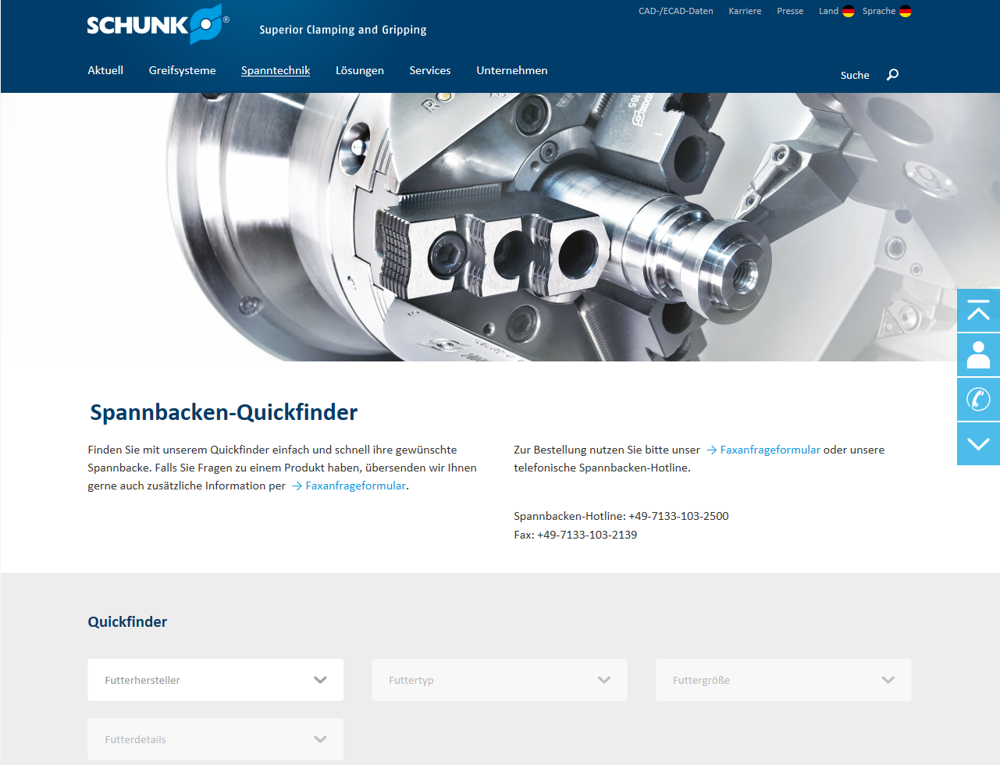 SCHUNK ®
Superior Clamping and Gripping
CAD-/ECAD-Daten Karriere Presse Land Sprache
Aktuell Greifsysteme Spanntechnik Lösungen Services Unternehmen
Suche
R
165
1
Spannbacken-Quickfinder
Finden Sie mit unserem Quickfinder einfach und schnell ihre gewünschte
Spannbacke. Falls Sie Fragen zu einem Produkt haben, übersenden wir Ihnen
gerne auch zusätzliche Information per → Faxanfrageformular.
Zur Bestellung nutzen Sie bitte unser → Faxanfrageformular oder unsere
telefonische Spannbacken-Hotline.
Spannbacken-Hotline: +49-7133-103-2500
Fax: +49-7133-103-2139
Quickfinder
Futterhersteller
Futtertyp
Futtergröße
Futterdetails